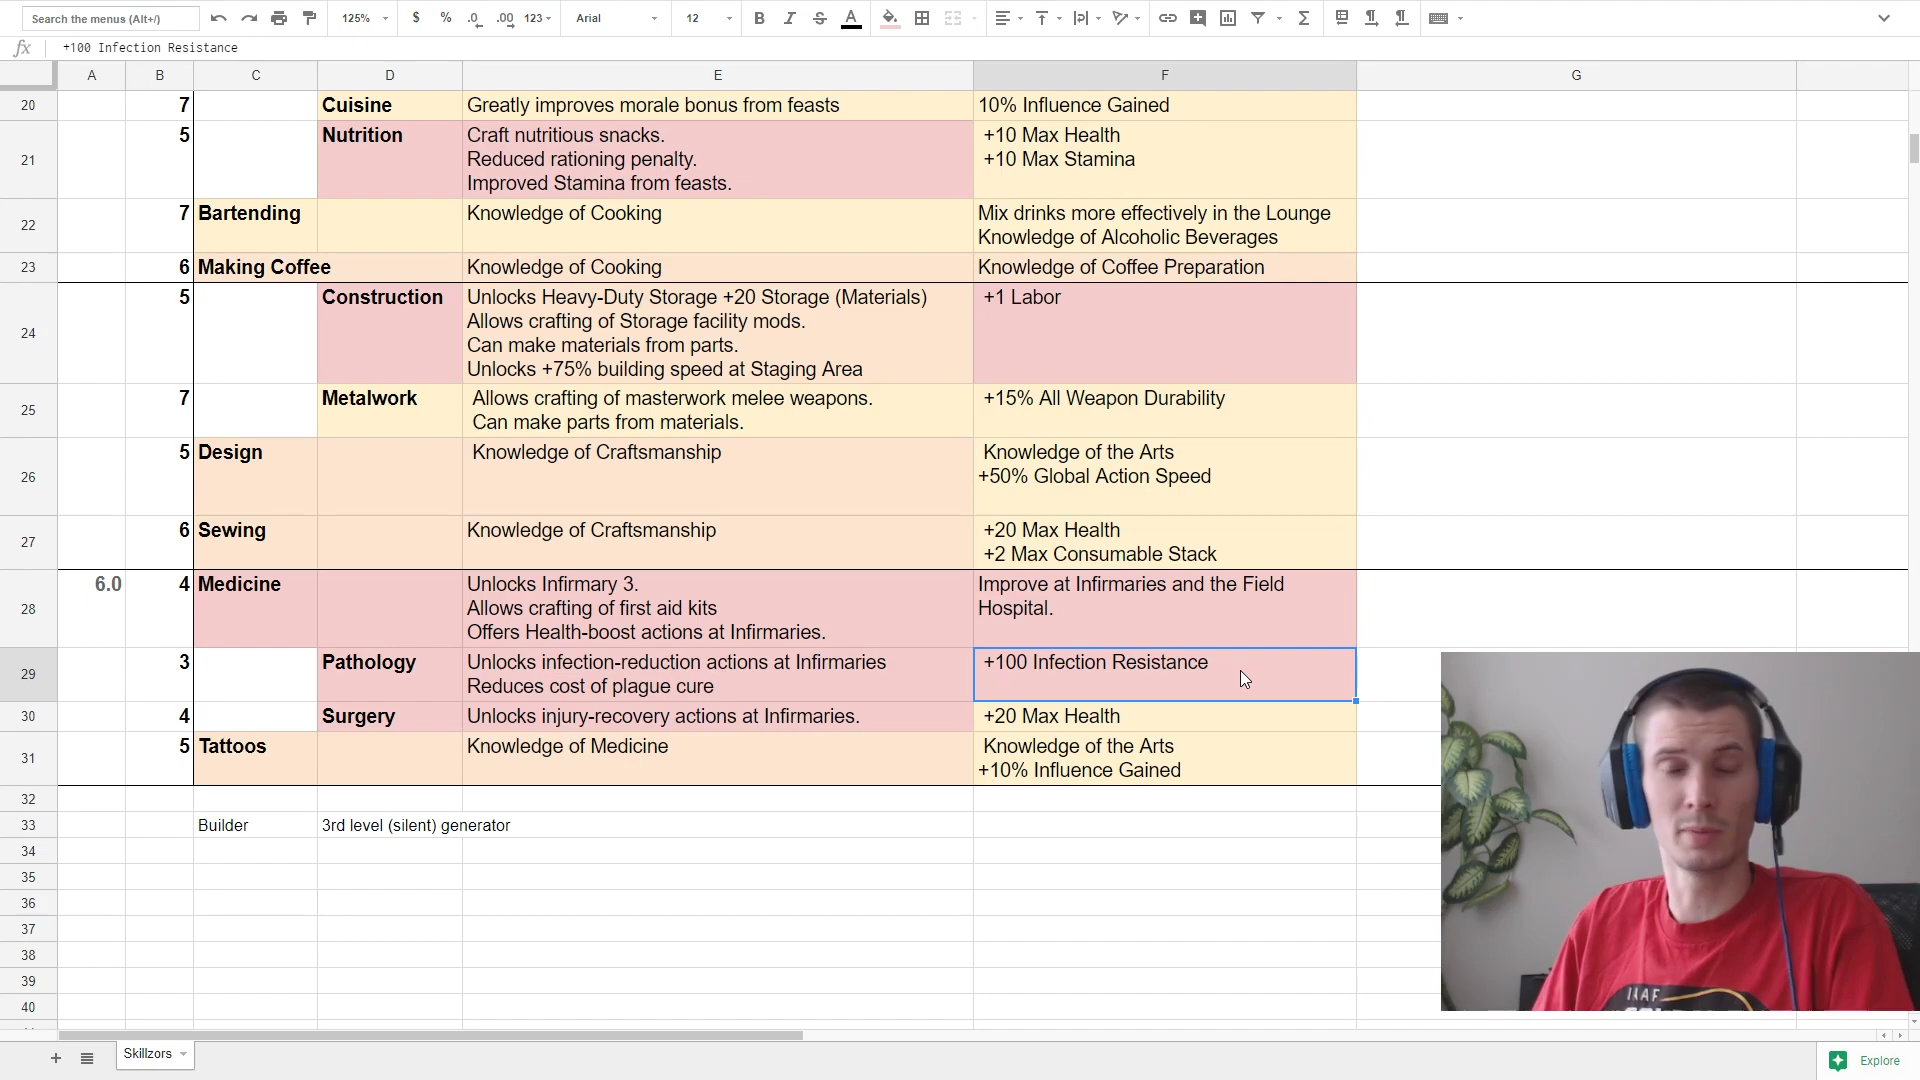 Search the menus (Alt+/)
125%
$ % .0 .00 123
Arial
12
B I S A
fx +100 Infection Resistance
A B C D E F G
20 7 Cuisine Greatly improves morale bonus from feasts 10% Influence Gained
21 5 Nutrition Craft nutritious snacks. +10 Max Health
Reduced rationing penalty. +10 Max Stamina
Improved Stamina from feasts.
22 7 Bartending Knowledge of Cooking Mix drinks more effectively in the Lounge
Knowledge of Alcoholic Beverages
23 6 Making Coffee Knowledge of Cooking Knowledge of Coffee Preparation
24 5 Construction Unlocks Heavy-Duty Storage +20 Storage (Materials) +1 Labor
Allows crafting of Storage facility mods.
Can make materials from parts.
Unlocks +75% building speed at Staging Area
25 7 Metalwork Allows crafting of masterwork melee weapons. +15% All Weapon Durability
Can make parts from materials.
26 5 Design Knowledge of Craftsmanship Knowledge of the Arts
+50% Global Action Speed
27 6 Sewing Knowledge of Craftsmanship +20 Max Health
+2 Max Consumable Stack
28 6.0 4 Medicine Unlocks Infirmary 3. Improve at Infirmaries and the Field
Allows crafting of first aid kits Hospital.
Offers Health-boost actions at Infirmaries.
29 3 Pathology Unlocks infection-reduction actions at Infirmaries +100 Infection Resistance
Reduces cost of plague cure
30 4 Surgery Unlocks injury-recovery actions at Infirmaries. +20 Max Health
31 5 Tattoos Knowledge of Medicine Knowledge of the Arts
+10% Influence Gained
32
33 Builder 3rd level (silent) generator
34
35
36
37
38
39
40
IAAF
Skillzors
Explore